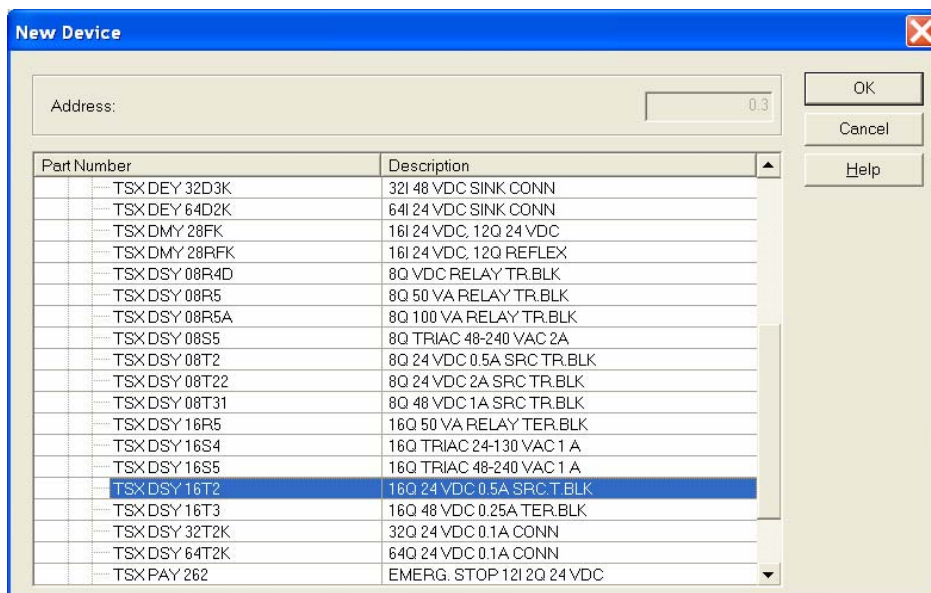 New Device
Address: 0.3
OK
Cancel
Help
Part Number Description
TSX DEY 32D3K 32I 48 VDC SINK CONN
TSX DEY 64D2K 64I 24 VDC SINK CONN
TSX DMY 28FK 16I 24 VDC, 12Q 24 VDC
TSX DMY 28RFK 16I 24 VDC, 12Q REFLEX
TSX DSY 08R4D 8Q VDC RELAY TR.BLK
TSX DSY 08R5 8Q 50 VA RELAY TR.BLK
TSX DSY 08R5A 8Q 100 VA RELAY TR.BLK
TSX DSY 08S5 8Q TRIAC 48-240 VAC 2A
TSX DSY 08T2 8Q 24 VDC 0.5A SRC TR.BLK
TSX DSY 08T22 8Q 24 VDC 2A SRC TR.BLK
TSX DSY 08T31 8Q 48 VDC 1A SRC TR.BLK
TSX DSY 16R5 16Q 50 VA RELAY TER.BLK
TSX DSY 16S4 16Q TRIAC 24-130 VAC 1 A
TSX DSY 16S5 16Q TRIAC 48-240 VAC 1 A
TSX DSY 16T2 16Q 24 VDC 0.5A SRC.T.BLK
TSX DSY 16T3 16Q 48 VDC 0.25A TER.BLK
TSX DSY 32T2K 32Q 24 VDC 0.1A CONN
TSX DSY 64T2K 64Q 24 VDC 0.1A CONN
TSX PAY 262 EMERG. STOP 12I 2Q 24 VDC